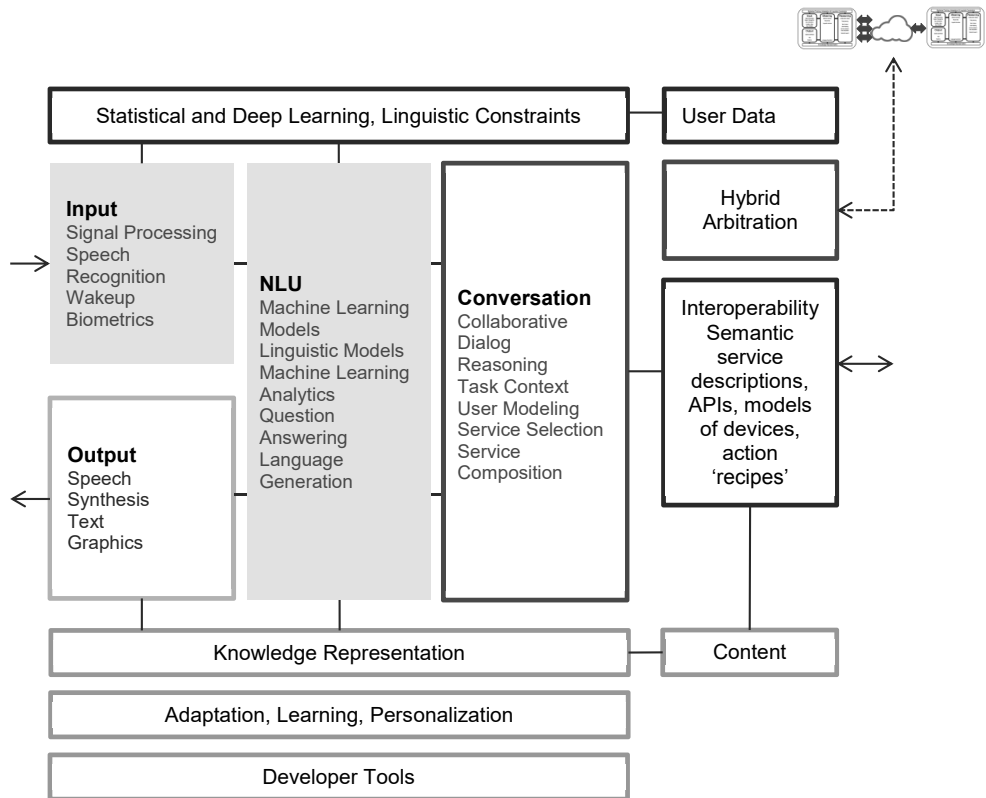 Statistical and Deep Learning, Linguistic Constraints
User Data
Input
Signal Processing
Speech
Recognition
Wakeup
Biometrics
NLU
Machine Learning
Models
Linguistic Models
Machine Learning
Analytics
Question
Answering
Language
Generation
Conversation
Collaborative
Dialog
Reasoning
Task Context
User Modeling
Service Selection
Service
Composition
Hybrid
Arbitration
Interoperability
Semantic
service
descriptions,
APIs, models
of devices,
action
‘recipes’
Output
Speech
Synthesis
Text
Graphics
Knowledge Representation
Content
Adaptation, Learning, Personalization
Developer Tools